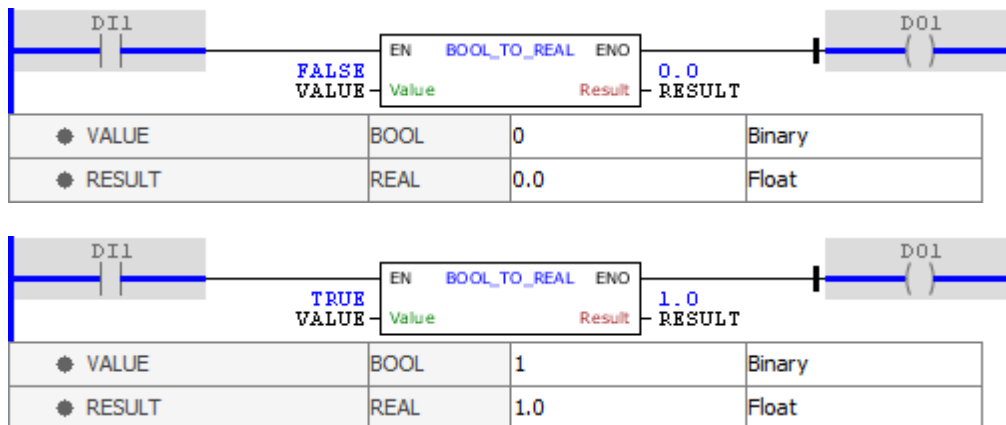 DI1 DO1
EN BOOL_TO_REAL ENO
FALSE 0.0
VALUE Value Result RESULT
VALUE BOOL 0 Binary
RESULT REAL 0.0 Float
DI1 DO1
EN BOOL_TO_REAL ENO
TRUE 1.0
VALUE Value Result RESULT
VALUE BOOL 1 Binary
RESULT REAL 1.0 Float